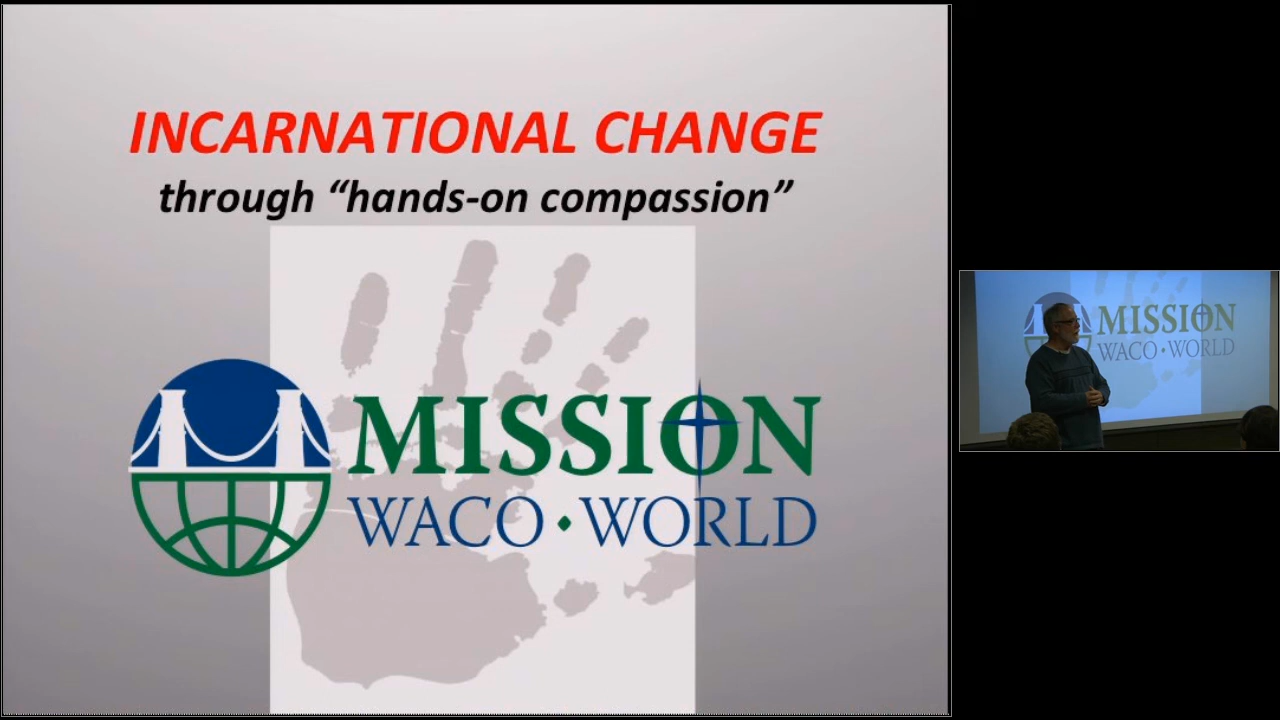 INCARNATIONAL CHANGE
through “hands-on compassion”
MISSION
WACO · WORLD
MISSION
WACO · WORLD